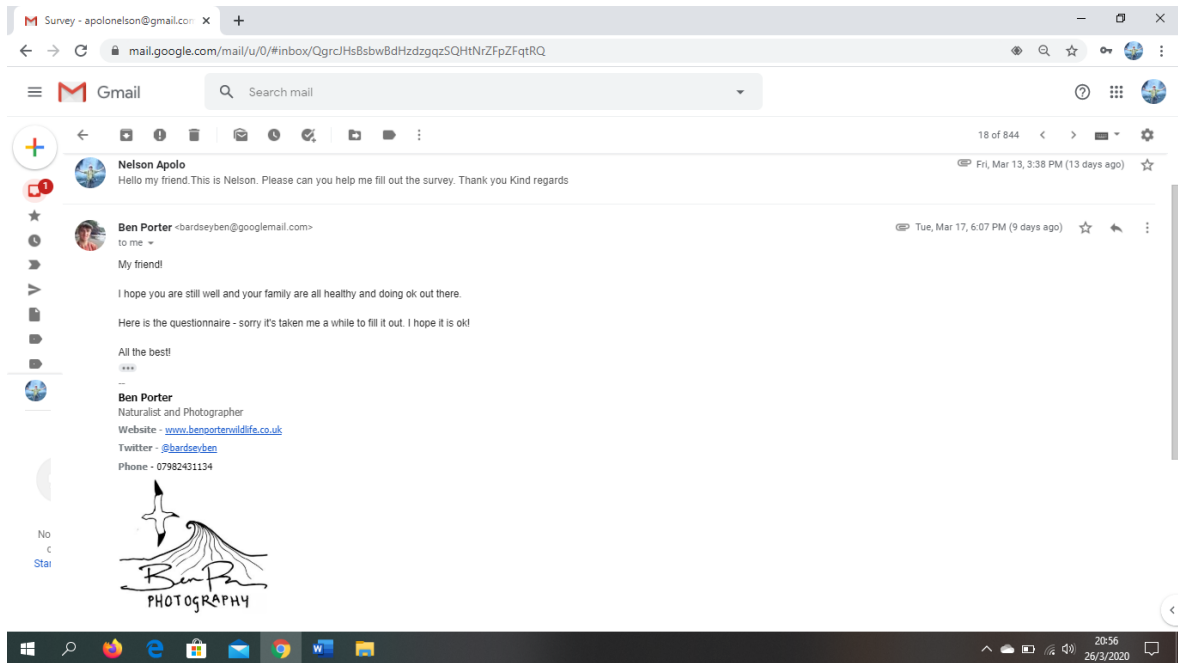 Survey - apolonelson@gmail.com
mail.google.com/mail/u/0/#inbox/QgrcJHsBsbwBdHzdzgqzSQHtNrZFpZFqtRQ
Gmail
Search mail
18 of 844
1
Nelson Apolo
Fri, Mar 13, 3:38 PM (13 days ago)
Hello my friend.This is Nelson. Please can you help me fill out the survey. Thank you Kind regards
Ben Porter <bardseyben@googlemail.com>
Tue, Mar 17, 6:07 PM (9 days ago)
to me
My friend!
I hope you are still well and your family are all healthy and doing ok out there.
Here is the questionnaire - sorry it's taken me a while to fill it out. I hope it is ok!
All the best!
--
Ben Porter
Naturalist and Photographer
Website - www.benporterwildlife.co.uk
Twitter - @bardseyben
Phone - 07982431134
Ben P
PHOTOGRAPHY
No
c
Star
20:56
26/3/2020